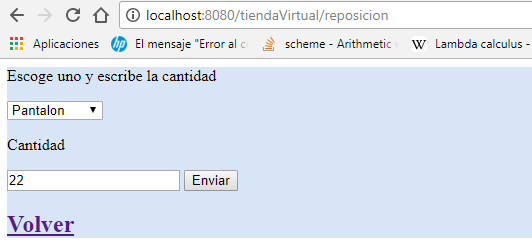 localhost:8080/tiendaVirtual/reposicion
Aplicaciones El mensaje "Error al c scheme - Arithmetic Lambda calculus -
Escoge uno y escribe la cantidad
Pantalon
Cantidad
22 Enviar
Volver